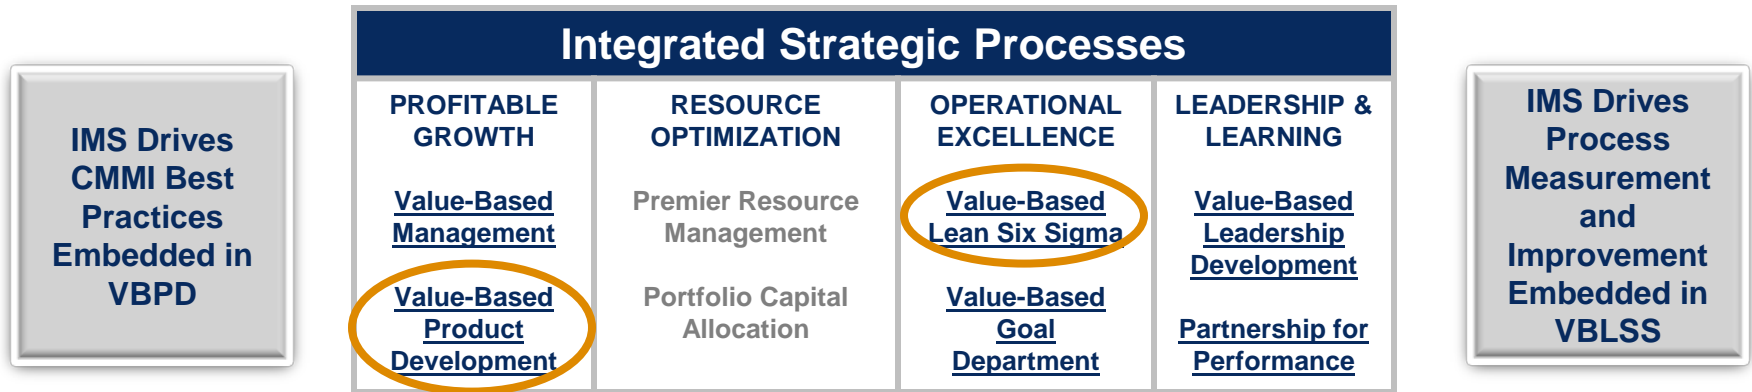 IMS Drives
CMMI Best
Practices
Embedded in
VBPD
Integrated Strategic Processes
PROFITABLE
GROWTH
Value-Based
Management
Value-Based
Product
Development
RESOURCE
OPTIMIZATION
Premier Resource
Management
Portfolio Capital
Allocation
OPERATIONAL
EXCELLENCE
Value-Based
Lean Six Sigma
Value-Based
Goal
Department
LEADERSHIP &
LEARNING
Value-Based
Leadership
Development
Partnership for
Performance
IMS Drives
Process
Measurement
and
Improvement
Embedded in
VBLSS